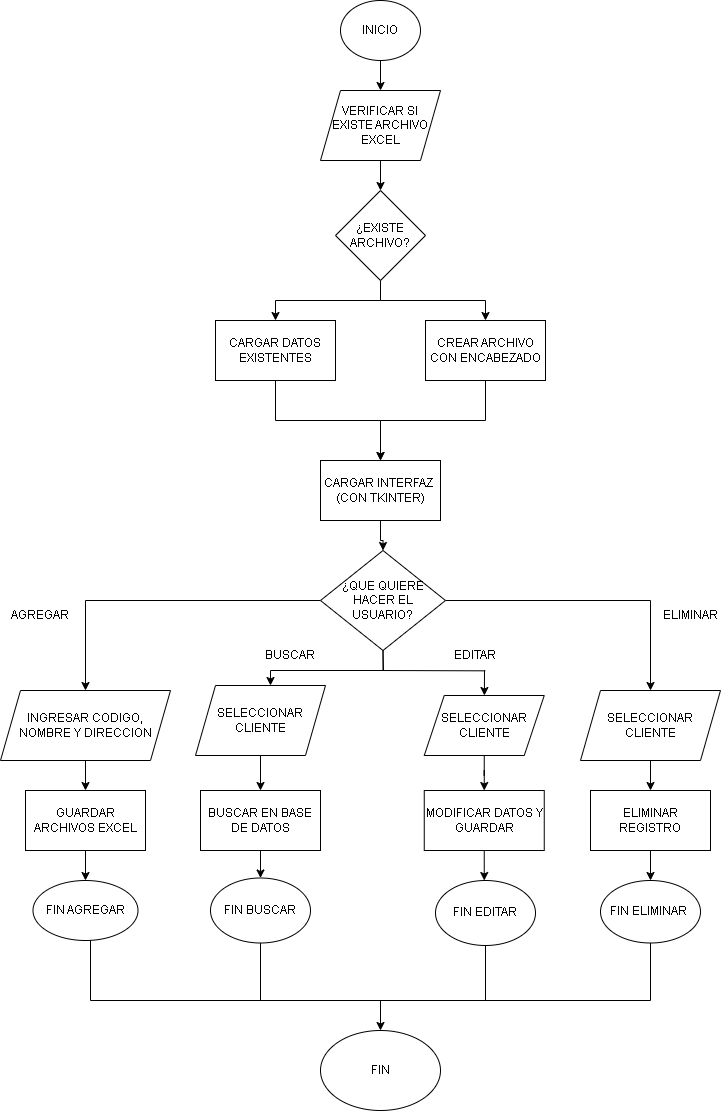 INICIO
VERIFICAR SI
EXISTE ARCHIVO
EXCEL
¿EXISTE
ARCHIVO?
CARGAR DATOS
EXISTENTES
CREAR ARCHIVO
CON ENCABEZADO
CARGAR INTERFAZ
(CON TKINTER)
¿QUE QUIERE
HACER EL
USUARIO?
AGREGAR
BUSCAR
EDITAR
ELIMINAR
INGRESAR CODIGO,
NOMBRE Y DIRECCION
SELECCIONAR
CLIENTE
SELECCIONAR
CLIENTE
SELECCIONAR
CLIENTE
GUARDAR
ARCHIVOS EXCEL
BUSCAR EN BASE
DE DATOS
MODIFICAR DATOS Y
GUARDAR
ELIMINAR
REGISTRO
FIN AGREGAR
FIN BUSCAR
FIN EDITAR
FIN ELIMINAR
FIN